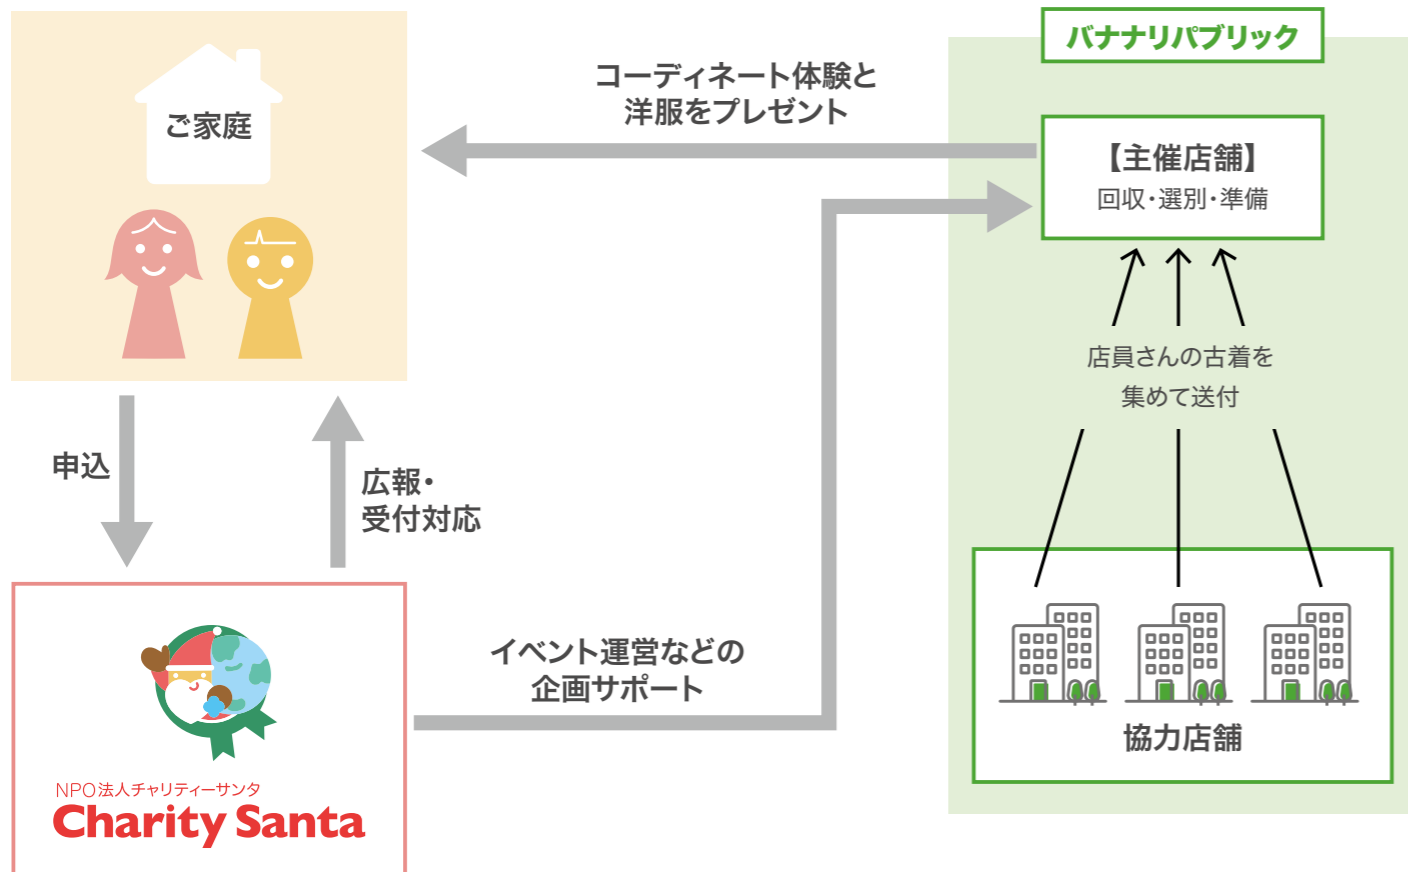 バナナリパブリック
コーディネート体験と
洋服をプレゼント
ご家庭
【主催店舗】
回収・選別・準備
店員さんの古着を
集めて送付
申込
広報・
受付対応
イベント運営などの
企画サポート
協力店舗
NPO法人チャリティーサンタ
Charity Santa